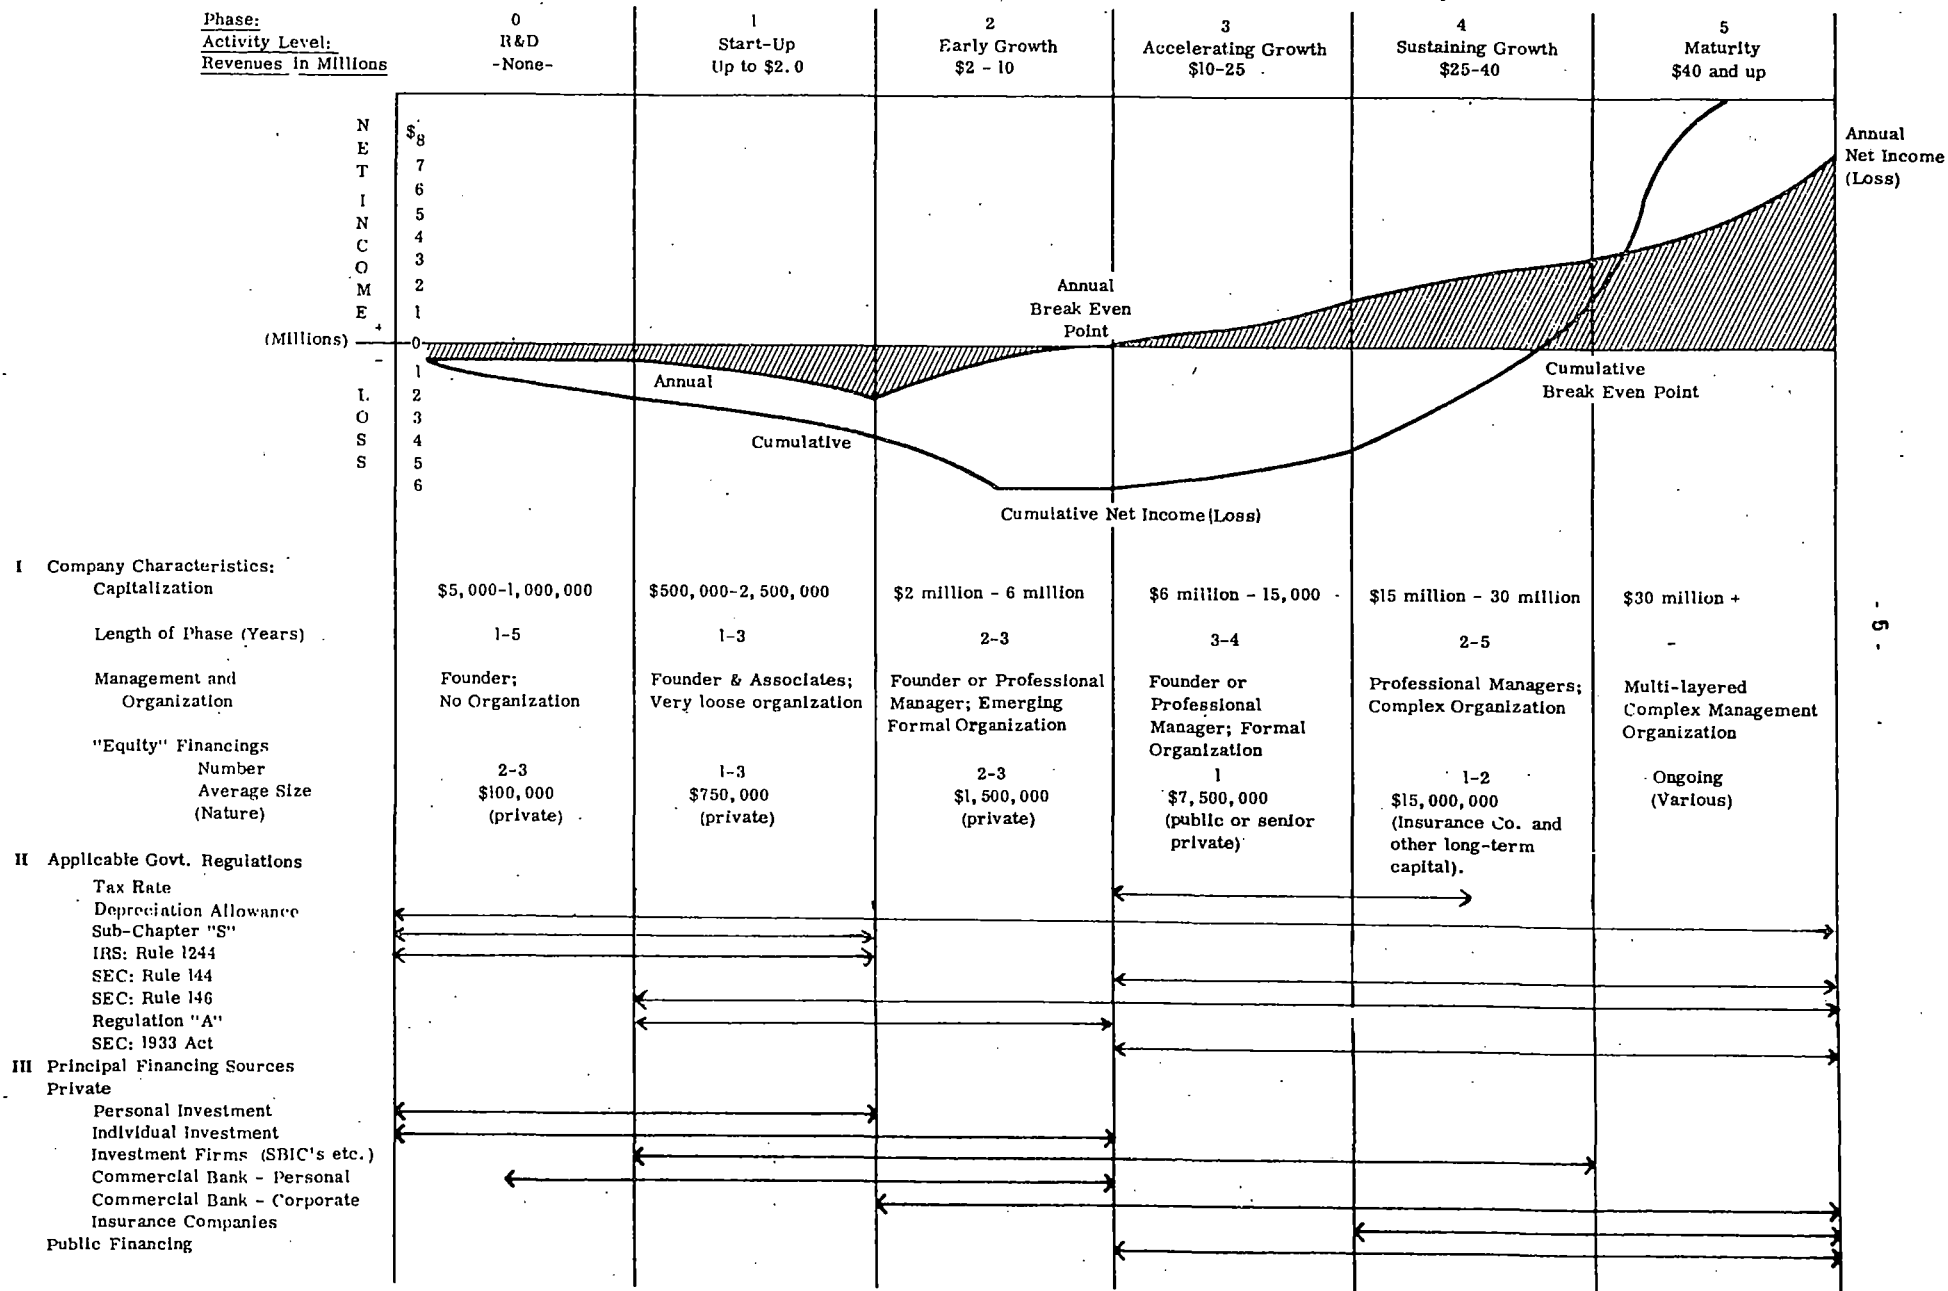 Phase: 0 1 2 3 4 5
Activity Level: R&D Start-Up Early Growth Accelerating Growth Sustaining Growth Maturity
Revenues in Millions -None- Up to $2.0 $2 - 10 $10-25 $25-40 $40 and up
NET INCOME
$8
7
6
5
4
3
2
1
+
(Millions) 0
-
1
2
3
4
5
6
LOSS
Annual
Net Income
(Loss)
Annual
Break Even
Point
Annual
Cumulative
Cumulative
Break Even Point
Cumulative Net Income (Loss)
I Company Characteristics:
Capitalization $5,000-1,000,000 $500,000-2,500,000 $2 million - 6 million $6 million - 15,000 $15 million - 30 million $30 million +
Length of Phase (Years) 1-5 1-3 2-3 3-4 2-5 -
Management and
Organization
Founder;
No Organization
Founder & Associates;
Very loose organization
Founder or Professional
Manager; Emerging
Formal Organization
Founder or
Professional
Manager; Formal
Organization
Professional Managers;
Complex Organization
Multi-layered
Complex Management
Organization
"Equity" Financings
Number 2-3 1-3 2-3 1 1-2 Ongoing
Average Size $100,000 $750,000 $1,500,000 $7,500,000 $15,000,000 (Various)
(Nature) (private) (private) (private)
(public or senior
private)
(Insurance Co. and
other long-term
capital).
II Applicable Govt. Regulations
Tax Rate
Depreciation Allowance
Sub-Chapter "S"
IRS: Rule 1244
SEC: Rule 144
SEC: Rule 146
Regulation "A"
SEC: 1933 Act
III Principal Financing Sources
Private
Personal Investment
Individual Investment
Investment Firms (SBIC's etc.)
Commercial Bank - Personal
Commercial Bank - Corporate
Insurance Companies
Public Financing
- 5 -